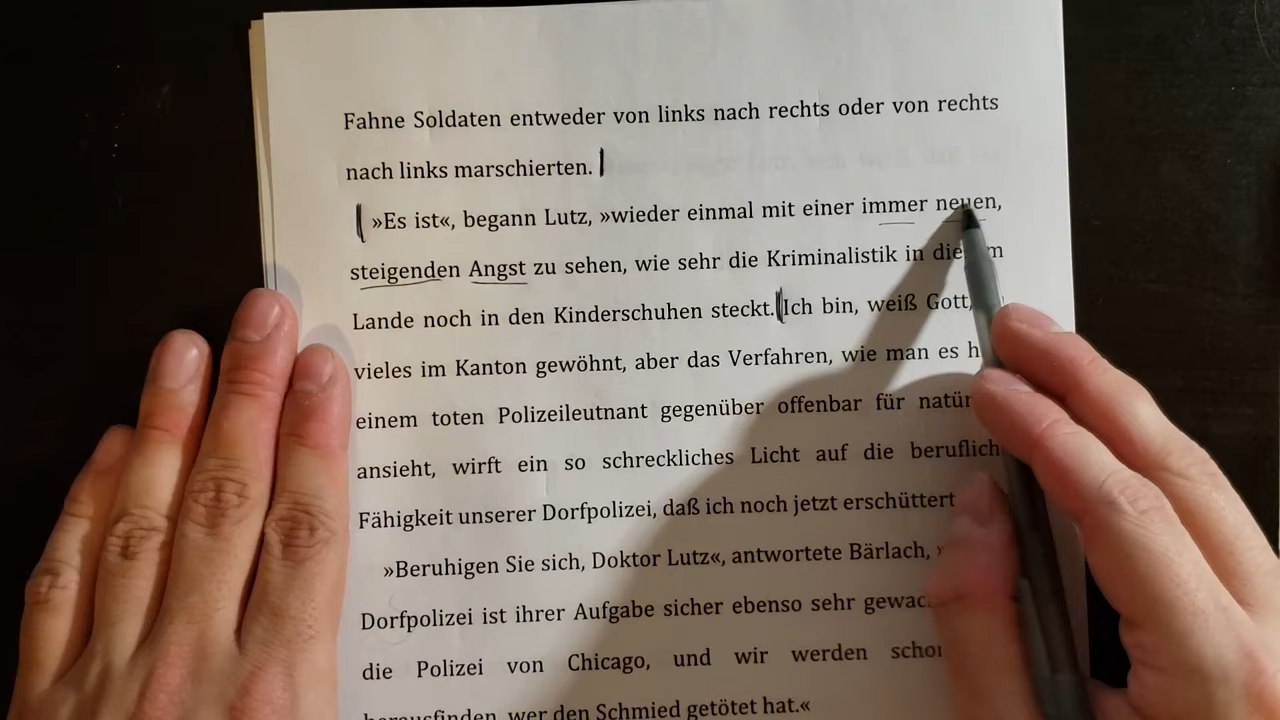 Fahne Soldaten entweder von links nach rechts oder von rechts
nach links marschierten.
»Es ist«, begann Lutz, »wieder einmal mit einer immer neuen,
steigenden Angst zu sehen, wie sehr die Kriminalistik in
Lande noch in den Kinderschuhen steckt. Ich bin, weiß Gott,
vieles im Kanton gewöhnt, aber das Verfahren, wie man es
einem toten Polizeileutnant gegenüber offenbar für
ansieht, wirft ein so schreckliches Licht auf die
Fähigkeit unserer Dorfpolizei, daß ich noch jetzt erschüttert
»Beruhigen Sie sich, Doktor Lutz«, antwortete Bärlach,
Dorfpolizei ist ihrer Aufgabe sicher ebenso sehr
die Polizei von Chicago, und wir werden
herausfinden, wer den Schmied getötet hat.«